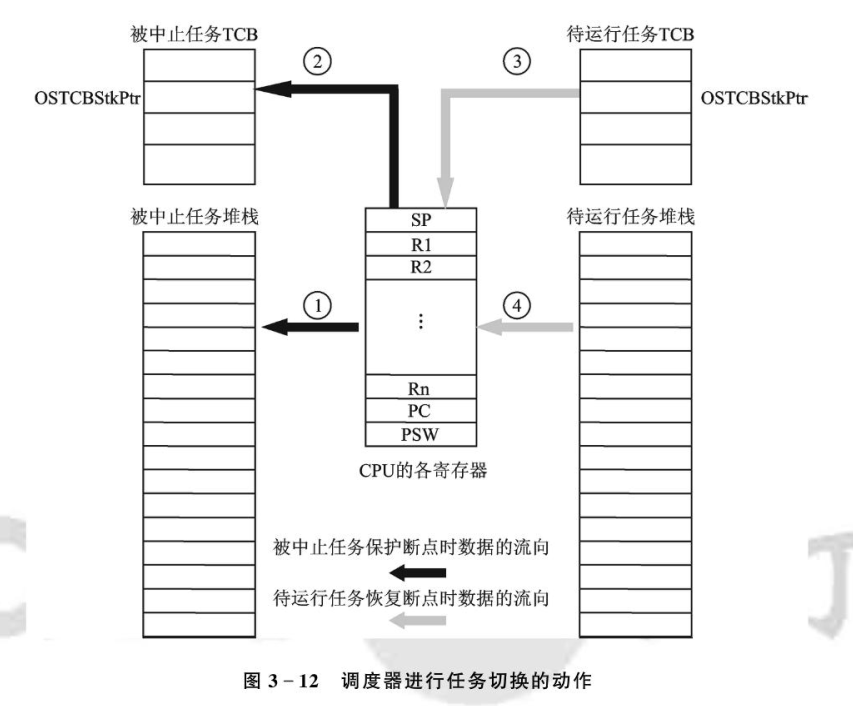 被中止任务TCB
待运行任务TCB
②
③
OSTCBStkPtr
OSTCBStkPtr
被中止任务堆栈
待运行任务堆栈
SP
R1
R2
①
④
⋮
Rn
PC
PSW
CPU的各寄存器
被中止任务保护断点时数据的流向
待运行任务恢复断点时数据的流向
图 3-12 调度器进行任务切换的动作